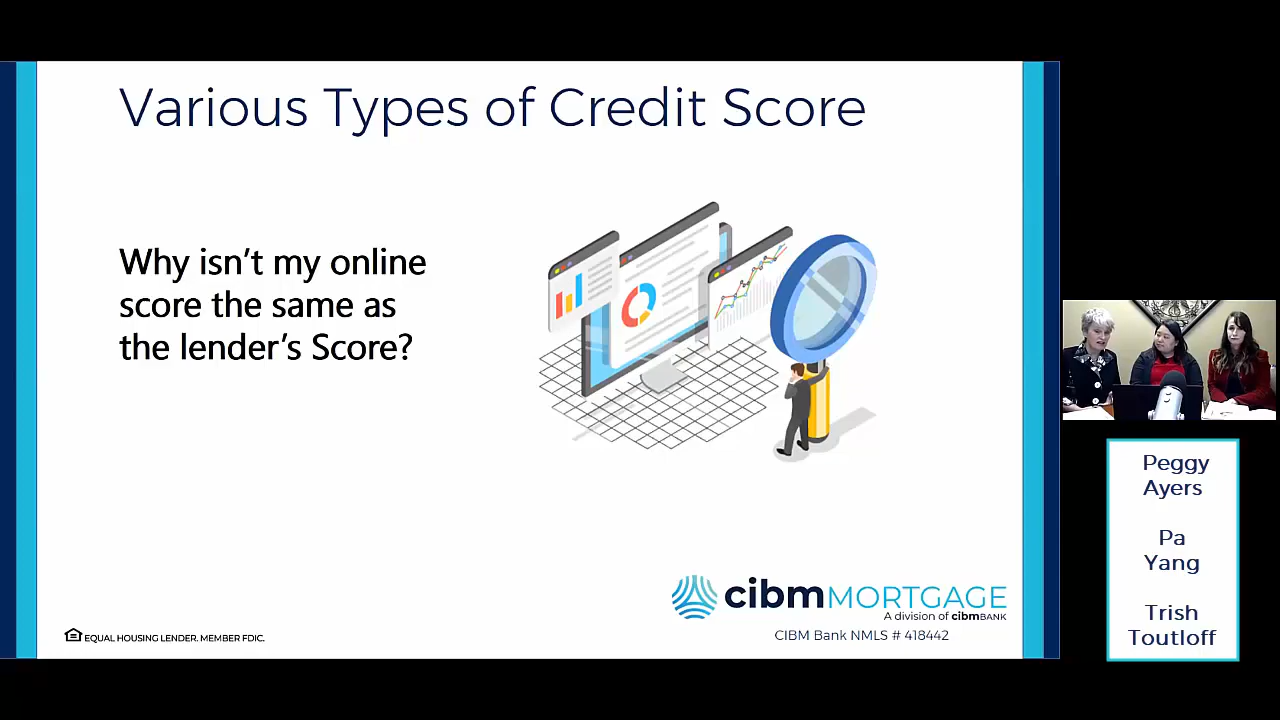 Various Types of Credit Score
Why isn't my online
score the same as
the lender's Score?
cibmMORTGAGE
A division of cibmBANK
CIBM Bank NMLS # 418442
EQUAL HOUSING LENDER. MEMBER FDIC.
Peggy
Ayers
Pa
Yang
Trish
Toutloff